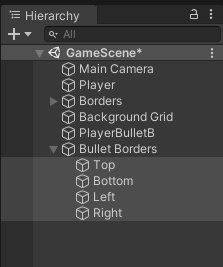 Hierarchy
All
GameScene*
Main Camera
Player
Borders
Background Grid
PlayerBulletB
Bullet Borders
Top
Bottom
Left
Right